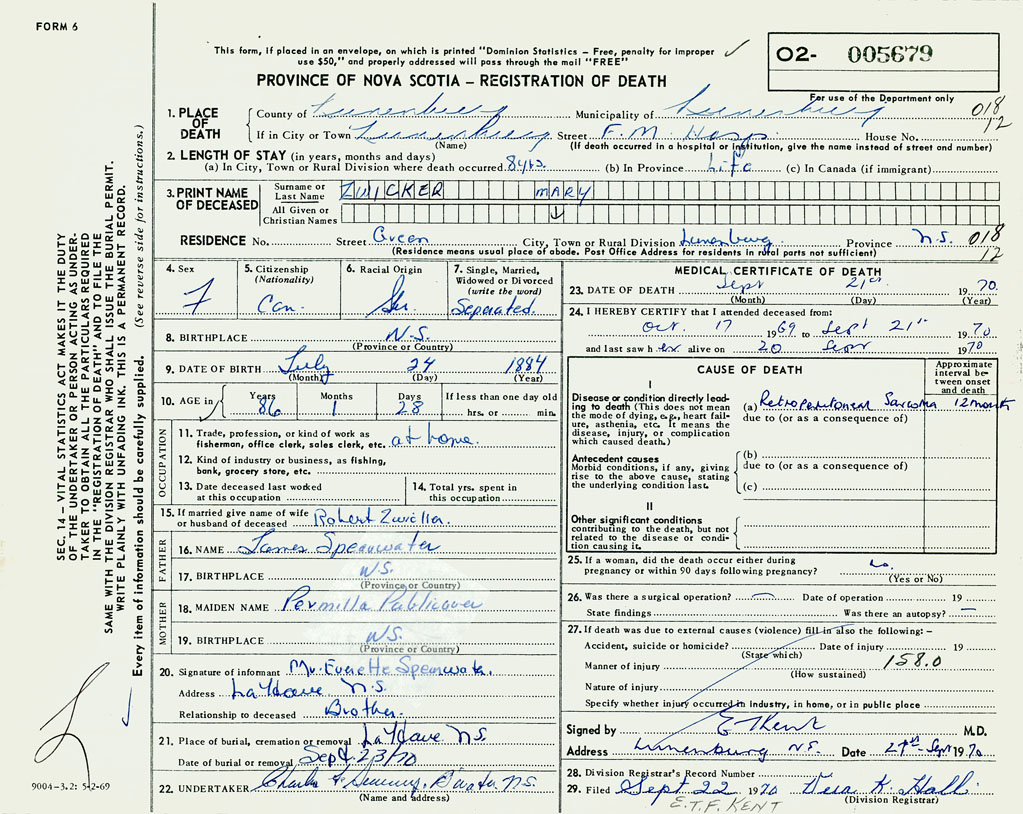 FORM 6
This form, if placed in an envelope, on which is printed "Dominion Statistics – Free, penalty for improper
use $50," and properly addressed will pass through the mail "FREE"
O2- 005679
PROVINCE OF NOVA SCOTIA – REGISTRATION OF DEATH
For use of the Department only
1. PLACE OF DEATH
County of Lunenburg Municipality of Lunenburg 018
If in City or Town Lunenburg Street F. M. Hosp. House No. 12
(Name) (If death occurred in a hospital or institution, give the name instead of street and number)
2. LENGTH OF STAY (in years, months and days)
(a) In City, Town or Rural Division where death occurred 8 yrs. (b) In Province Life (c) In Canada (if immigrant)
3. PRINT NAME OF DECEASED
Surname or Last Name ZWICKER MARY
All Given or Christian Names
RESIDENCE No. Street Green City, Town or Rural Division Lunenburg Province N.S. 018
(Residence means usual place of abode. Post Office Address for residents in rural parts not sufficient) 12
4. Sex F
5. Citizenship (Nationality) Can.
6. Racial Origin Ger.
7. Single, Married, Widowed or Divorced (write the word) Seperated.
8. BIRTHPLACE N.S.
(Province or Country)
9. DATE OF BIRTH July 24 1884
(Month) (Day) (Year)
10. AGE in Years 86 Months 1 Days 28 If less than one day old hrs. or min.
OCCUPATION
11. Trade, profession, or kind of work as fisherman, office clerk, sales clerk, etc. at home.
12. Kind of industry or business, as fishing, bank, grocery store, etc.
13. Date deceased last worked at this occupation
14. Total yrs. spent in this occupation
15. If married give name of wife or husband of deceased Robert Zwicker.
FATHER
16. NAME James Spearwater
17. BIRTHPLACE N.S.
(Province or Country)
MOTHER
18. MAIDEN NAME Permilla Publicover
19. BIRTHPLACE N.S.
(Province or Country)
20. Signature of informant Mr. Everette Spearwater.
Address LaHave N.S.
Relationship to deceased Brother.
21. Place of burial, cremation or removal LaHave N.S.
Date of burial or removal Sept 23/70
22. UNDERTAKER N.S.
(Name and address)
MEDICAL CERTIFICATE OF DEATH
23. DATE OF DEATH Sept 21st 1970.
(Month) (Day) (Year)
24. I HEREBY CERTIFY that I attended deceased from:
Oct. 17 1969 to Sept 21st 1970
and last saw her alive on 20 Sept 1970
CAUSE OF DEATH
Approximate interval between onset and death
I
Disease or condition directly leading to death (This does not mean the mode of dying, e.g., heart failure, asthenia, etc. It means the disease, injury, or complication which caused death.)
(a) Retroperitoneal Sarcoma 12 months
due to (or as a consequence of)
Antecedent causes
Morbid conditions, if any, giving rise to the above cause, stating the underlying condition last.
(b)
due to (or as a consequence of)
(c)
II
Other significant conditions
contributing to the death, but not related to the disease or condition causing it.
25. If a woman, did the death occur either during pregnancy or within 90 days following pregnancy? No.
(Yes or No)
26. Was there a surgical operation? – Date of operation 19
State findings Was there an autopsy? –
27. If death was due to external causes (violence) fill in also the following: –
Accident, suicide or homicide? Date of injury 19
(State which) 158.0
Manner of injury
(How sustained)
Nature of injury
Specify whether injury occurred in industry, in home, or in public place
Signed by E Kent M.D.
Address Lunenburg N.S. Date 21st Sept 1970
28. Division Registrar's Record Number
29. Filed Sept 22 1970 K. Hall
(Division Registrar)
E.T.F. KENT
SEC. 14 – VITAL STATISTICS ACT MAKES IT THE DUTY
OF THE UNDERTAKER OR PERSON ACTING AS UNDER-
TAKER TO OBTAIN ALL THE PARTICULARS REQUIRED
IN THE "REGISTRATION OF DEATH" AND TO FILE THE
SAME WITH THE DIVISION REGISTRAR WHO SHALL ISSUE THE BURIAL PERMIT.
WRITE PLAINLY WITH UNFADING INK. THIS IS A PERMANENT RECORD.
Every item of information should be carefully supplied. (See reverse side for instructions.)
9004-3.2: 5-2-69